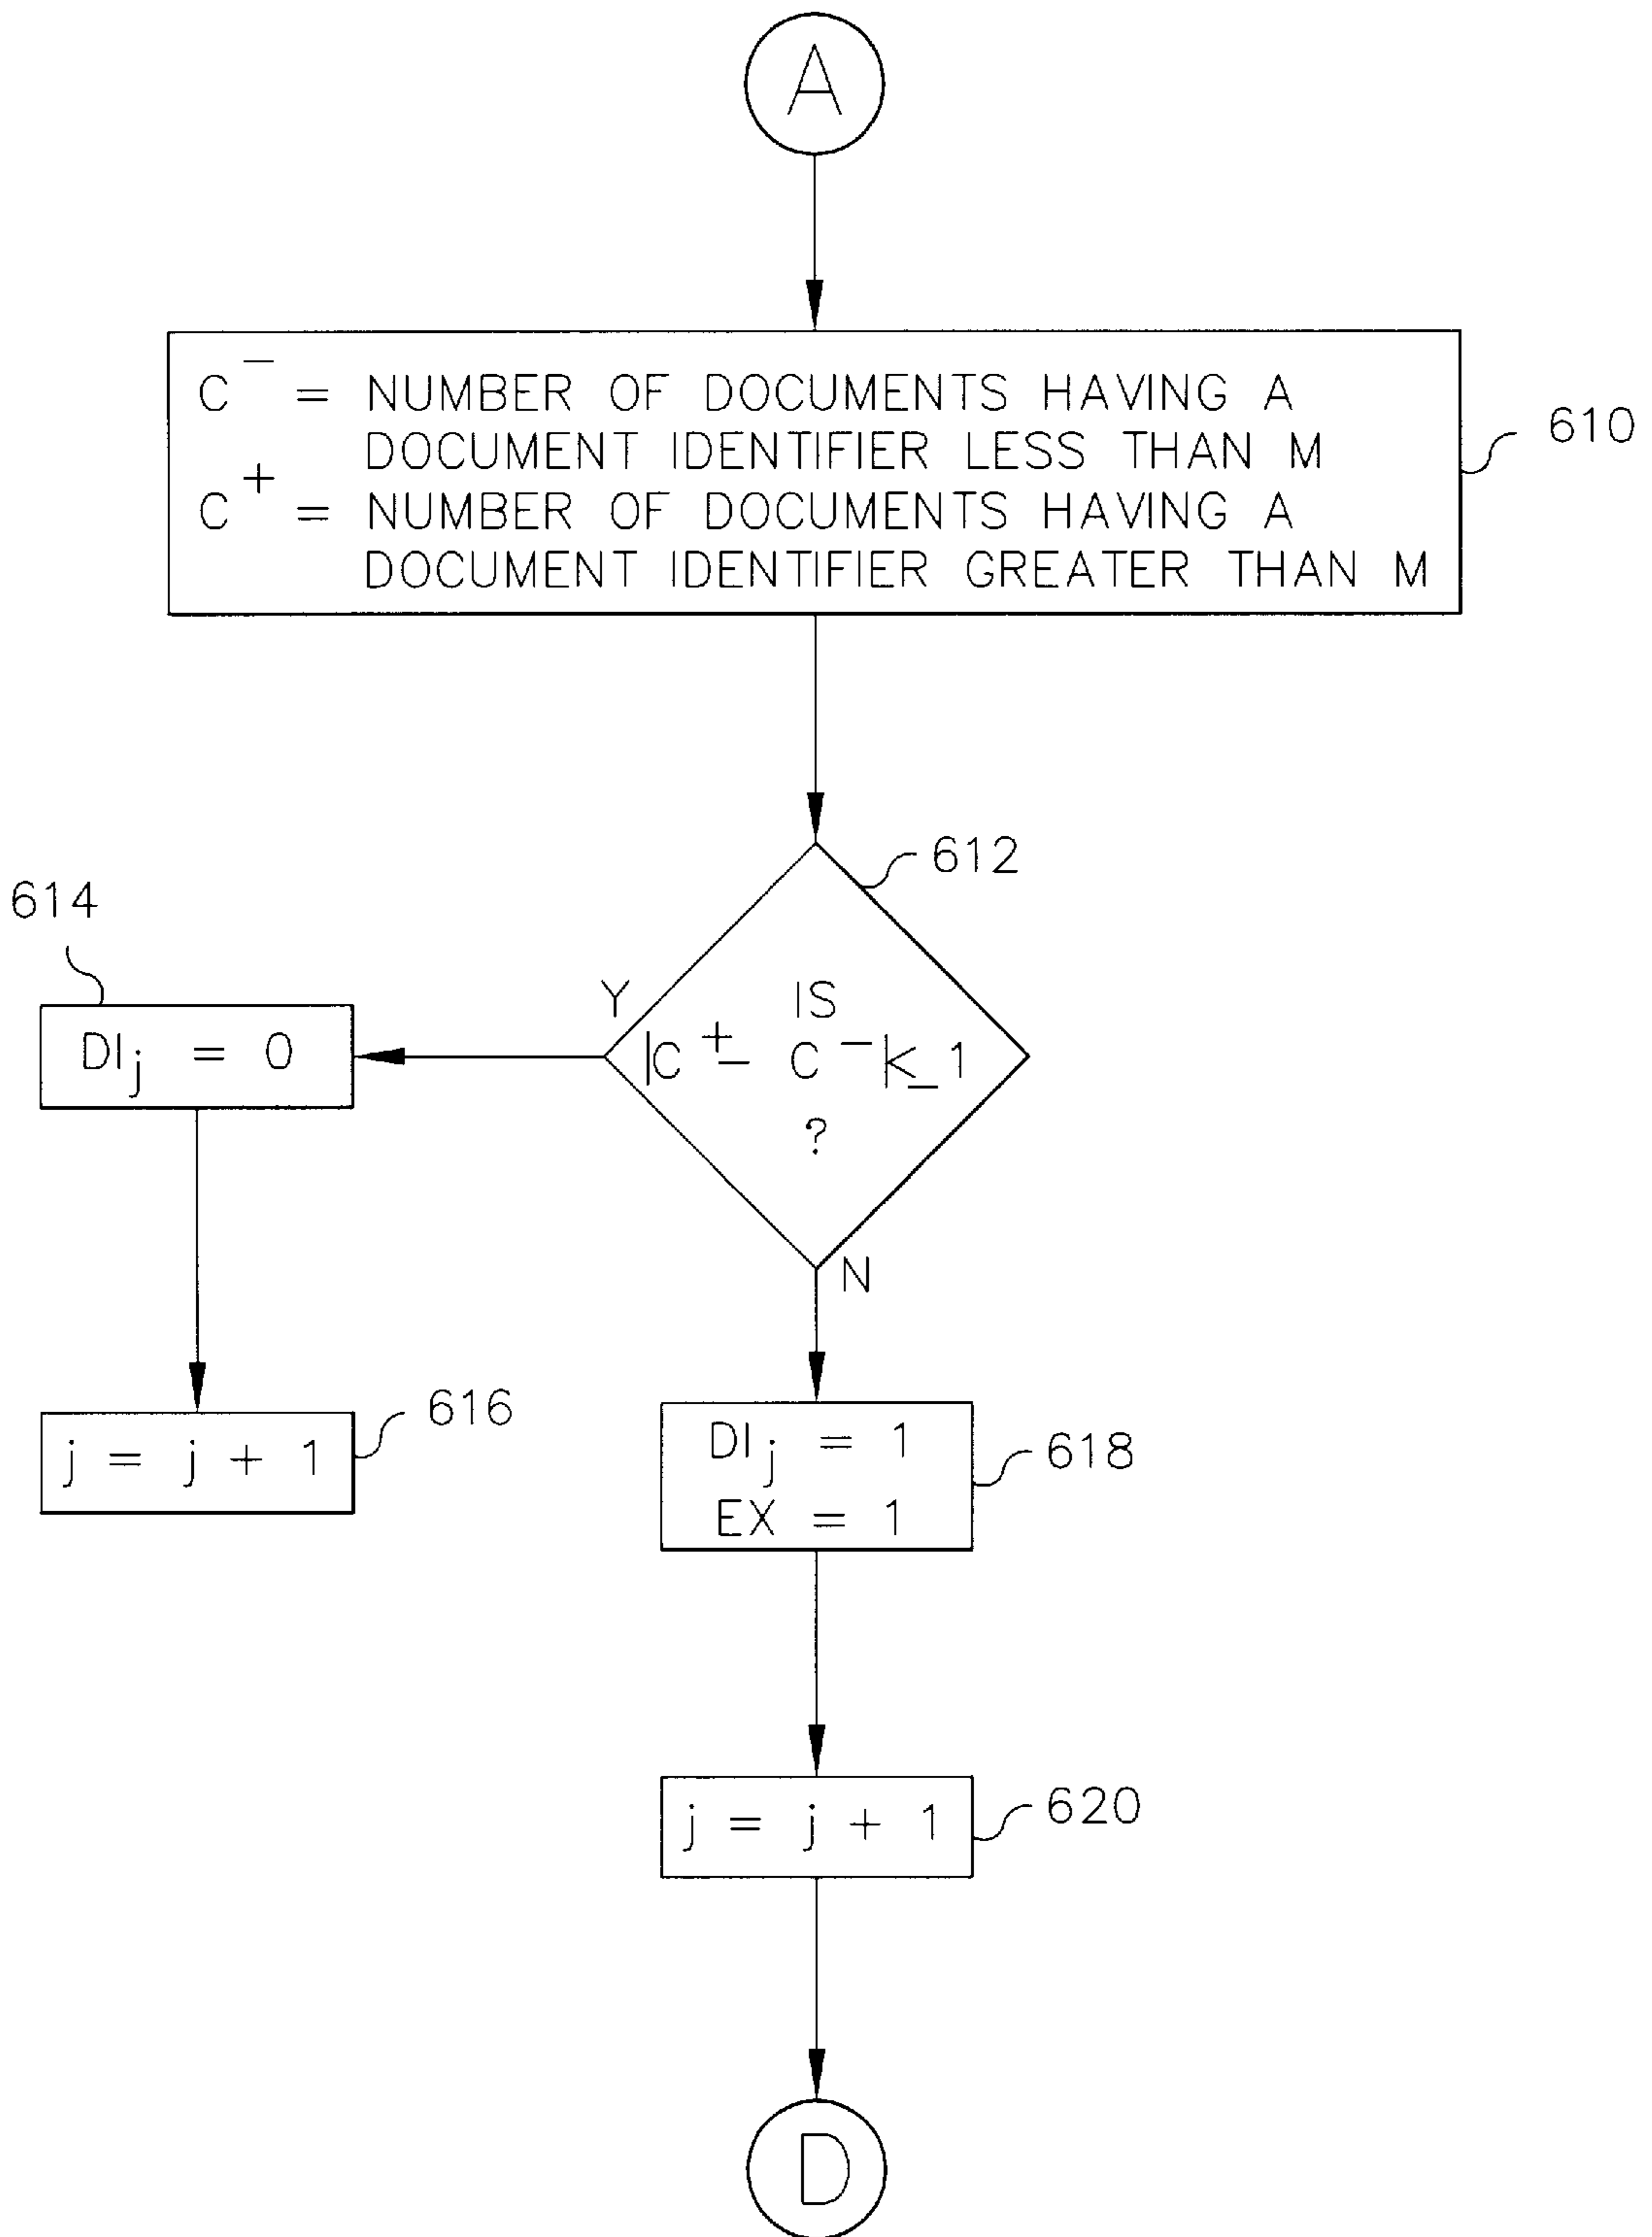 A
C⁻ = NUMBER OF DOCUMENTS HAVING A
DOCUMENT IDENTIFIER LESS THAN M
C⁺ = NUMBER OF DOCUMENTS HAVING A
DOCUMENT IDENTIFIER GREATER THAN M
610
612
614
Y
IS
|C⁺ – C⁻| ≤ 1
?
DIⱼ = 0
N
616
j = j + 1
DIⱼ = 1
EX = 1
618
j = j + 1
620
D